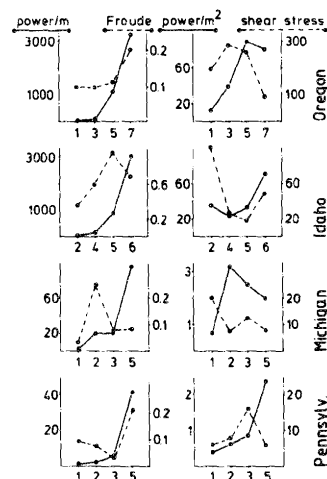 power/m Froude power/m² shear stress
3000 0.2 60 300
1000 0.1 20 100
1 3 5 7 1 3 5 7
Oregon
3000 0.6 60 60
1000 0.2 20 20
2 4 5 6 2 4 5 6
Idaho
60 0.2 3 20
20 0.1 1 10
1 2 3 5 1 2 3 5
Michigan
40 0.2 2 20
20 0.1 1 10
1 2 3 5 1 2 3 5
Pennsylv.